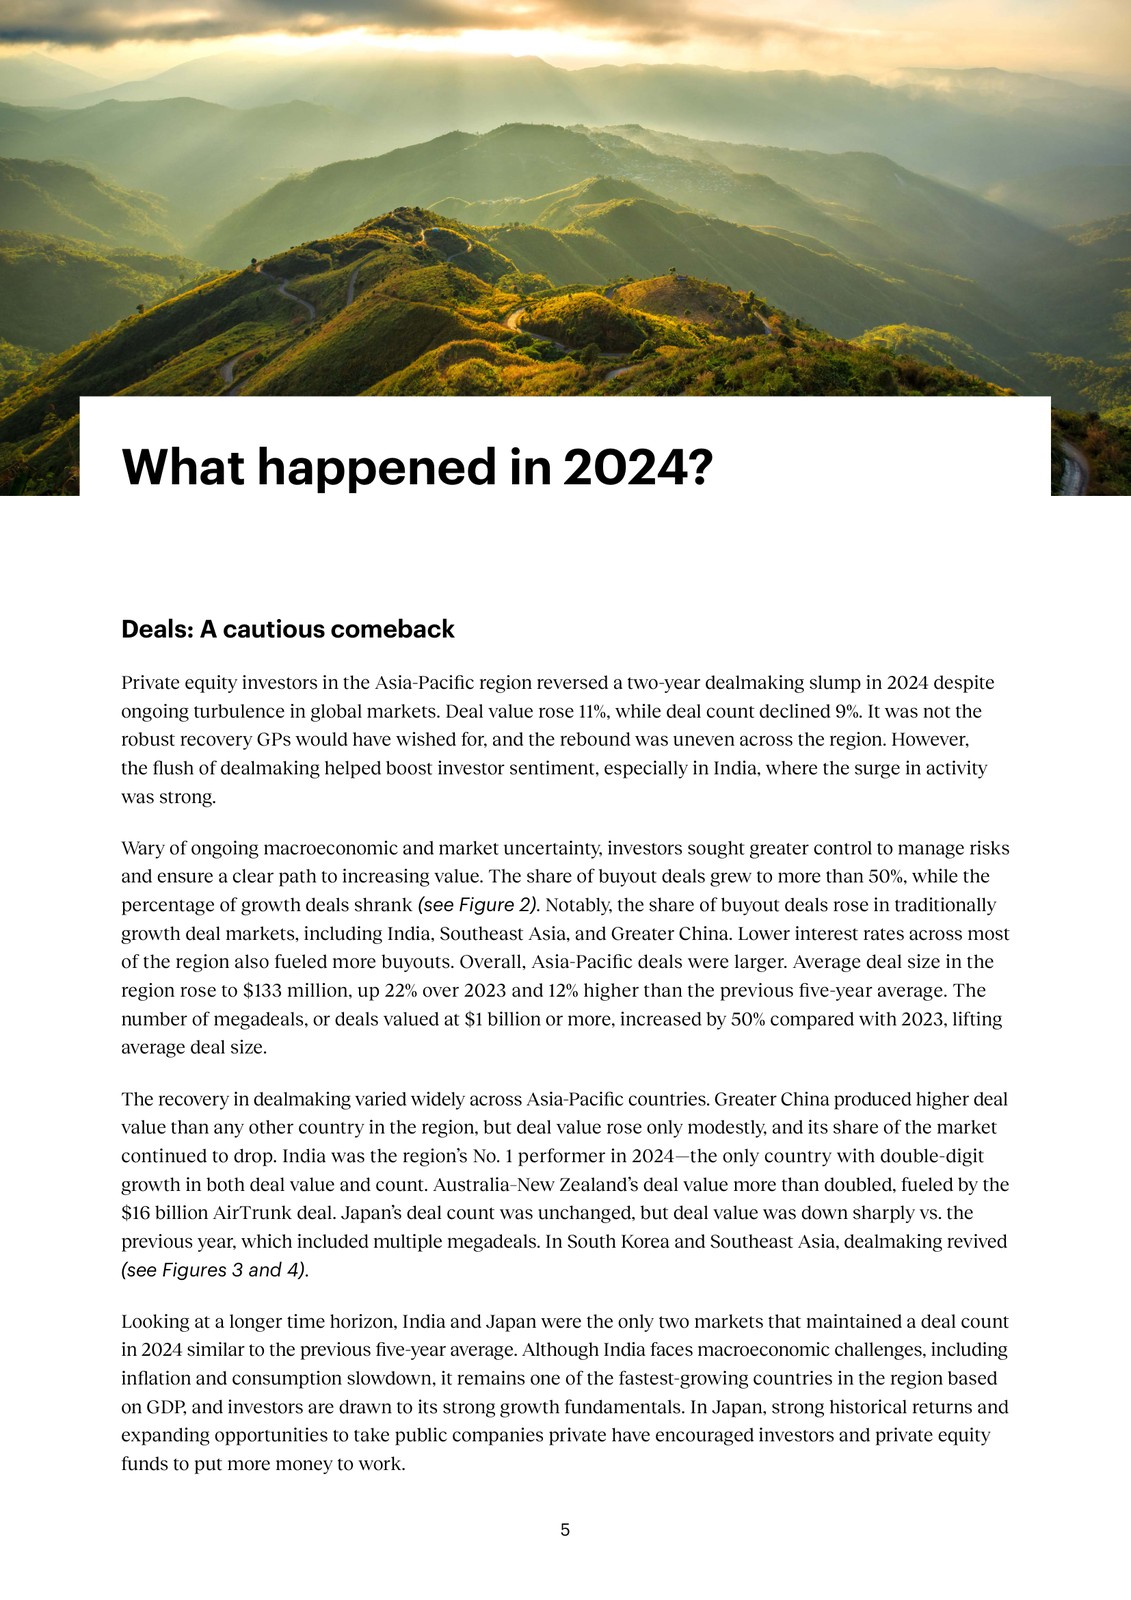 What happened in 2024?
Deals: A cautious comeback
Private equity investors in the Asia-Pacific region reversed a two-year dealmaking slump in 2024 despite
ongoing turbulence in global markets. Deal value rose 11%, while deal count declined 9%. It was not the
robust recovery GPs would have wished for, and the rebound was uneven across the region. However,
the flush of dealmaking helped boost investor sentiment, especially in India, where the surge in activity
was strong.
Wary of ongoing macroeconomic and market uncertainty, investors sought greater control to manage risks
and ensure a clear path to increasing value. The share of buyout deals grew to more than 50%, while the
percentage of growth deals shrank (see Figure 2). Notably, the share of buyout deals rose in traditionally
growth deal markets, including India, Southeast Asia, and Greater China. Lower interest rates across most
of the region also fueled more buyouts. Overall, Asia-Pacific deals were larger. Average deal size in the
region rose to $133 million, up 22% over 2023 and 12% higher than the previous five-year average. The
number of megadeals, or deals valued at $1 billion or more, increased by 50% compared with 2023, lifting
average deal size.
The recovery in dealmaking varied widely across Asia-Pacific countries. Greater China produced higher deal
value than any other country in the region, but deal value rose only modestly, and its share of the market
continued to drop. India was the region’s No. 1 performer in 2024—the only country with double-digit
growth in both deal value and count. Australia-New Zealand’s deal value more than doubled, fueled by the
$16 billion AirTrunk deal. Japan’s deal count was unchanged, but deal value was down sharply vs. the
previous year, which included multiple megadeals. In South Korea and Southeast Asia, dealmaking revived
(see Figures 3 and 4).
Looking at a longer time horizon, India and Japan were the only two markets that maintained a deal count
in 2024 similar to the previous five-year average. Although India faces macroeconomic challenges, including
inflation and consumption slowdown, it remains one of the fastest-growing countries in the region based
on GDP, and investors are drawn to its strong growth fundamentals. In Japan, strong historical returns and
expanding opportunities to take public companies private have encouraged investors and private equity
funds to put more money to work.
5